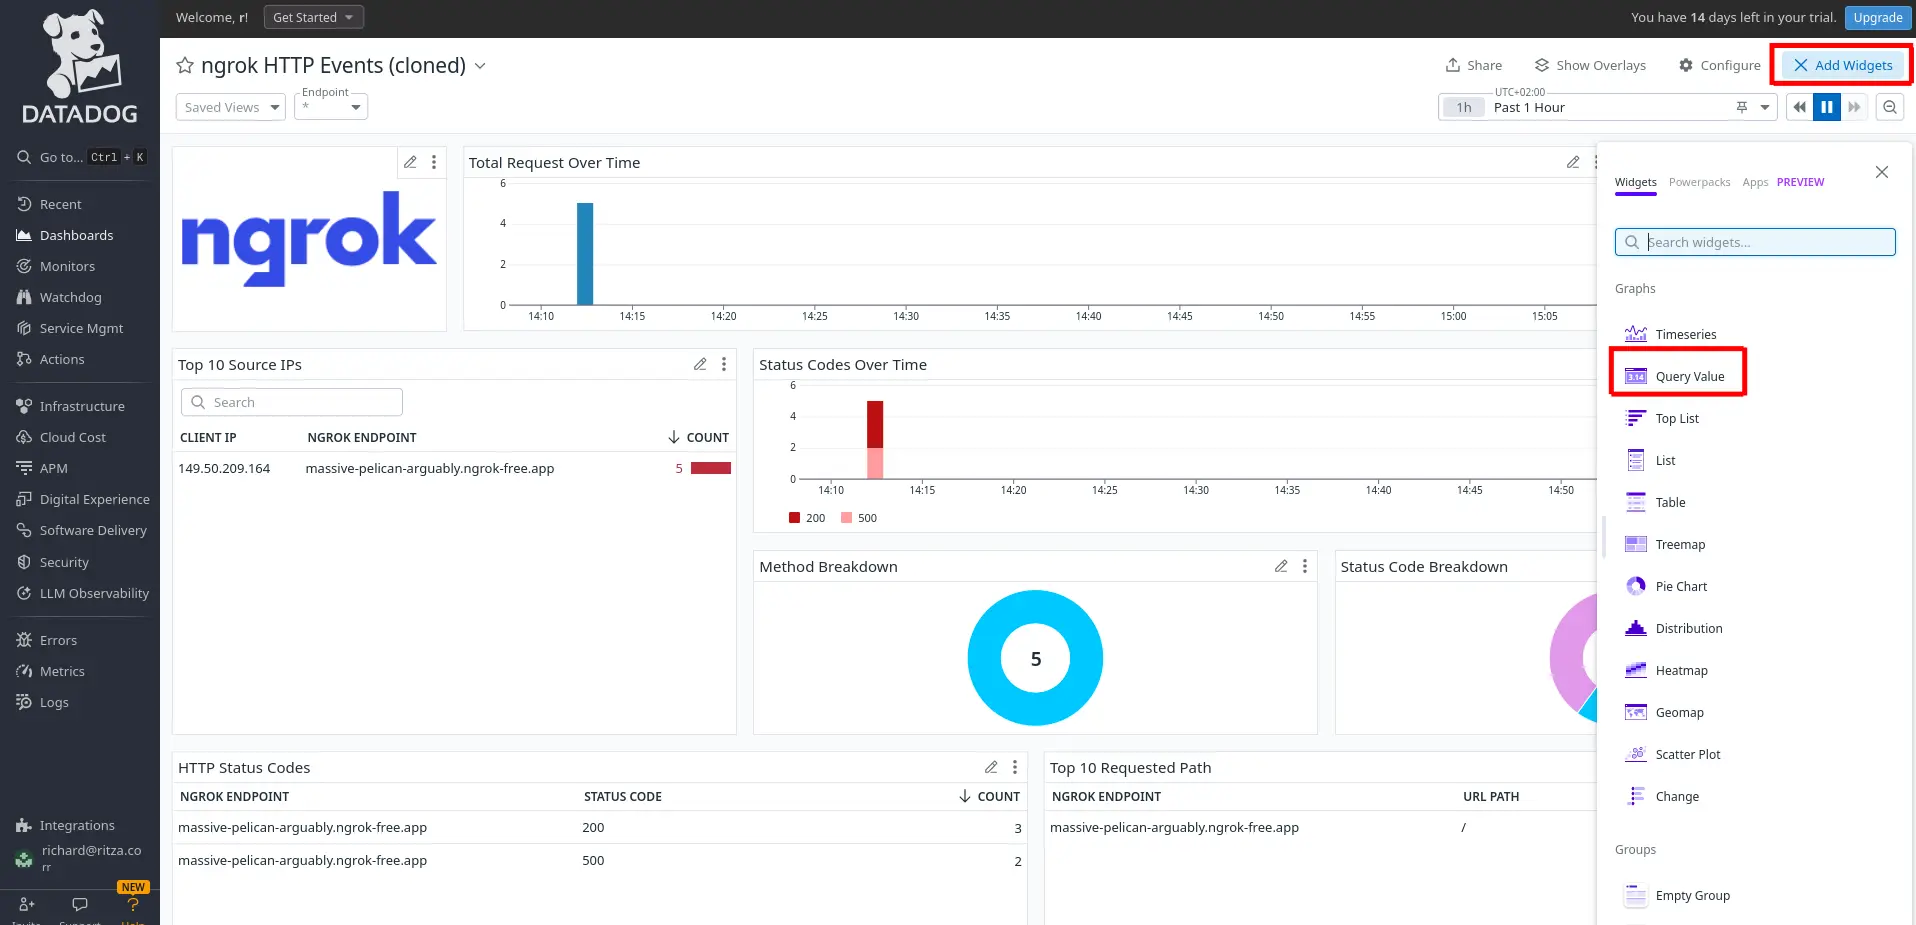 DATADOG
Go to... Ctrl + K
Recent
Dashboards
Monitors
Watchdog
Service Mgmt
Actions
Infrastructure
Cloud Cost
APM
Digital Experience
Software Delivery
Security
LLM Observability
Errors
Metrics
Logs
Integrations
richard@ritza.co
rr
NEW
Welcome, r! Get Started
You have 14 days left in your trial. Upgrade
ngrok HTTP Events (cloned)
Share Show Overlays Configure Add Widgets
Saved Views Endpoint *
UTC+02:00
1h Past 1 Hour
ngrok
Total Request Over Time
6
4
2
0
14:10 14:15 14:20 14:25 14:30 14:35 14:40 14:45 14:50 14:55 15:00 15:05
Top 10 Source IPs
Search
CLIENT IP NGROK ENDPOINT COUNT
149.50.209.164 massive-pelican-arguably.ngrok-free.app 5
Status Codes Over Time
6
4
2
0
14:10 14:15 14:20 14:25 14:30 14:35 14:40 14:45 14:50
200 500
Method Breakdown
5
Status Code Breakdown
HTTP Status Codes
NGROK ENDPOINT STATUS CODE COUNT
massive-pelican-arguably.ngrok-free.app 200 3
massive-pelican-arguably.ngrok-free.app 500 2
Top 10 Requested Path
NGROK ENDPOINT URL PATH
massive-pelican-arguably.ngrok-free.app /
Widgets Powerpacks Apps PREVIEW
Search widgets...
Graphs
Timeseries
3.14 Query Value
Top List
List
Table
Treemap
Pie Chart
Distribution
Heatmap
Geomap
Scatter Plot
Change
Groups
Empty Group